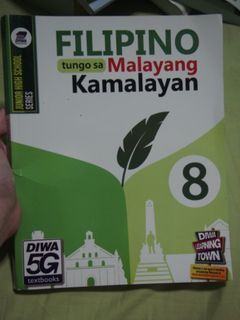 JUNIOR HIGH SCHOOL
SERIES
FILIPINO
tungo sa Malayang
Kamalayan
8
DIWA
5G
textbooks
DIWA
LEARNING
TOWN